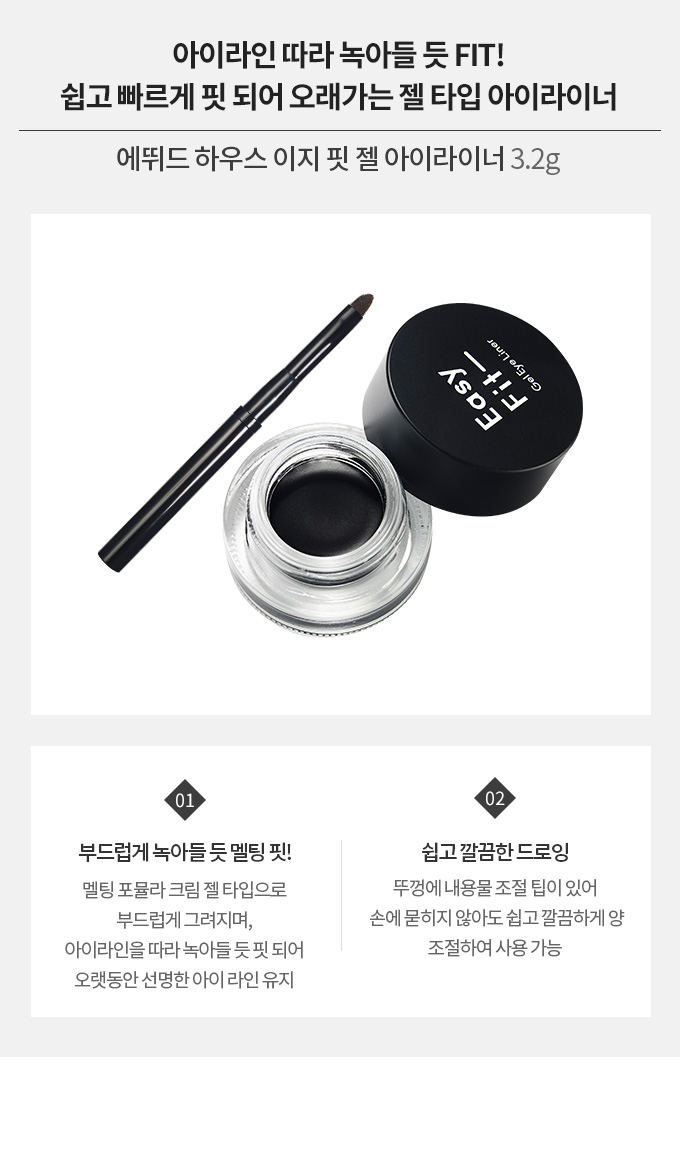 아이라인 따라 녹아들 듯 FIT!
쉽고 빠르게 핏 되어 오래가는 젤 타입 아이라이너
에뛰드 하우스 이지 핏 젤 아이라이너 3.2g
Easy
Fit—
Gel Eye Liner
01
부드럽게 녹아들 듯 멜팅 핏!
멜팅 포뮬라 크림 젤 타입으로
부드럽게 그려지며,
아이라인을 따라 녹아들 듯 핏 되어
오랫동안 선명한 아이 라인 유지
02
쉽고 깔끔한 드로잉
뚜껑에 내용물 조절 팁이 있어
손에 묻히지 않아도 쉽고 깔끔하게 양
조절하여 사용 가능